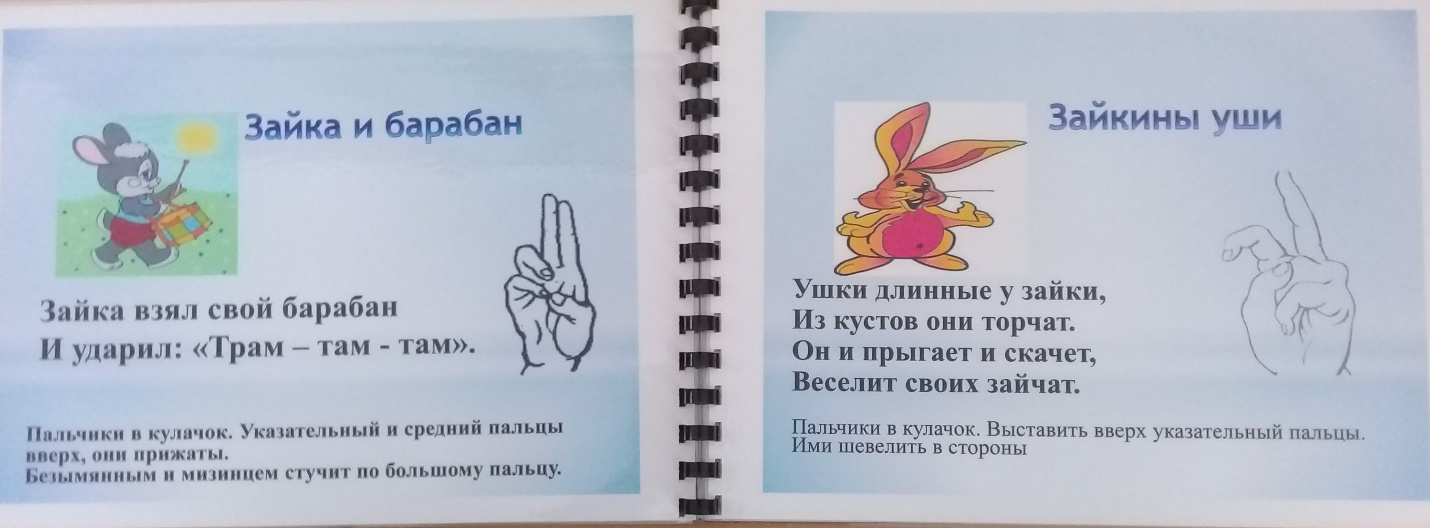 Зайка и барабан
Зайка взял свой барабан
И ударил: «Трам – там - там».
Пальчики в кулачок. Указательный и средний пальцы
вверх, они прижаты.
Безымянным и мизинцем стучит по большому пальцу.
Зайкины уши
Ушки длинные у зайки,
Из кустов они торчат.
Он и прыгает и скачет,
Веселит своих зайчат.
Пальчики в кулачок. Выставить вверх указательный пальцы.
Ими шевелить в стороны